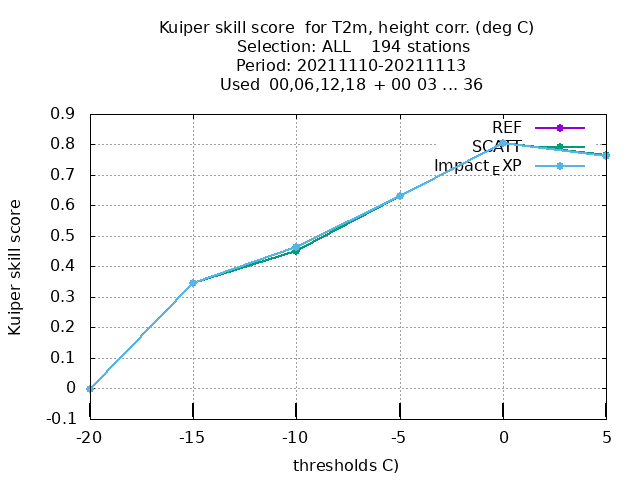 Kuiper skill score for T2m, height corr. (deg C)
Selection: ALL 194 stations
Period: 20211110-20211113
Used 00,06,12,18 + 00 03 ... 36
0.9
0.8
0.7
0.6
0.5
0.4
0.3
0.2
0.1
0
-0.1
Kuiper skill score
REF
SCATT
Impact_EXP
-20 -15 -10 -5 0 5
thresholds C)